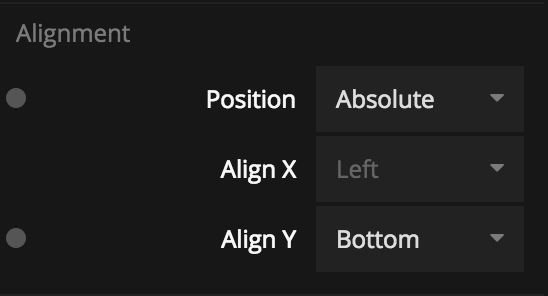 Alignment
Position Absolute
Align X Left
Align Y Bottom